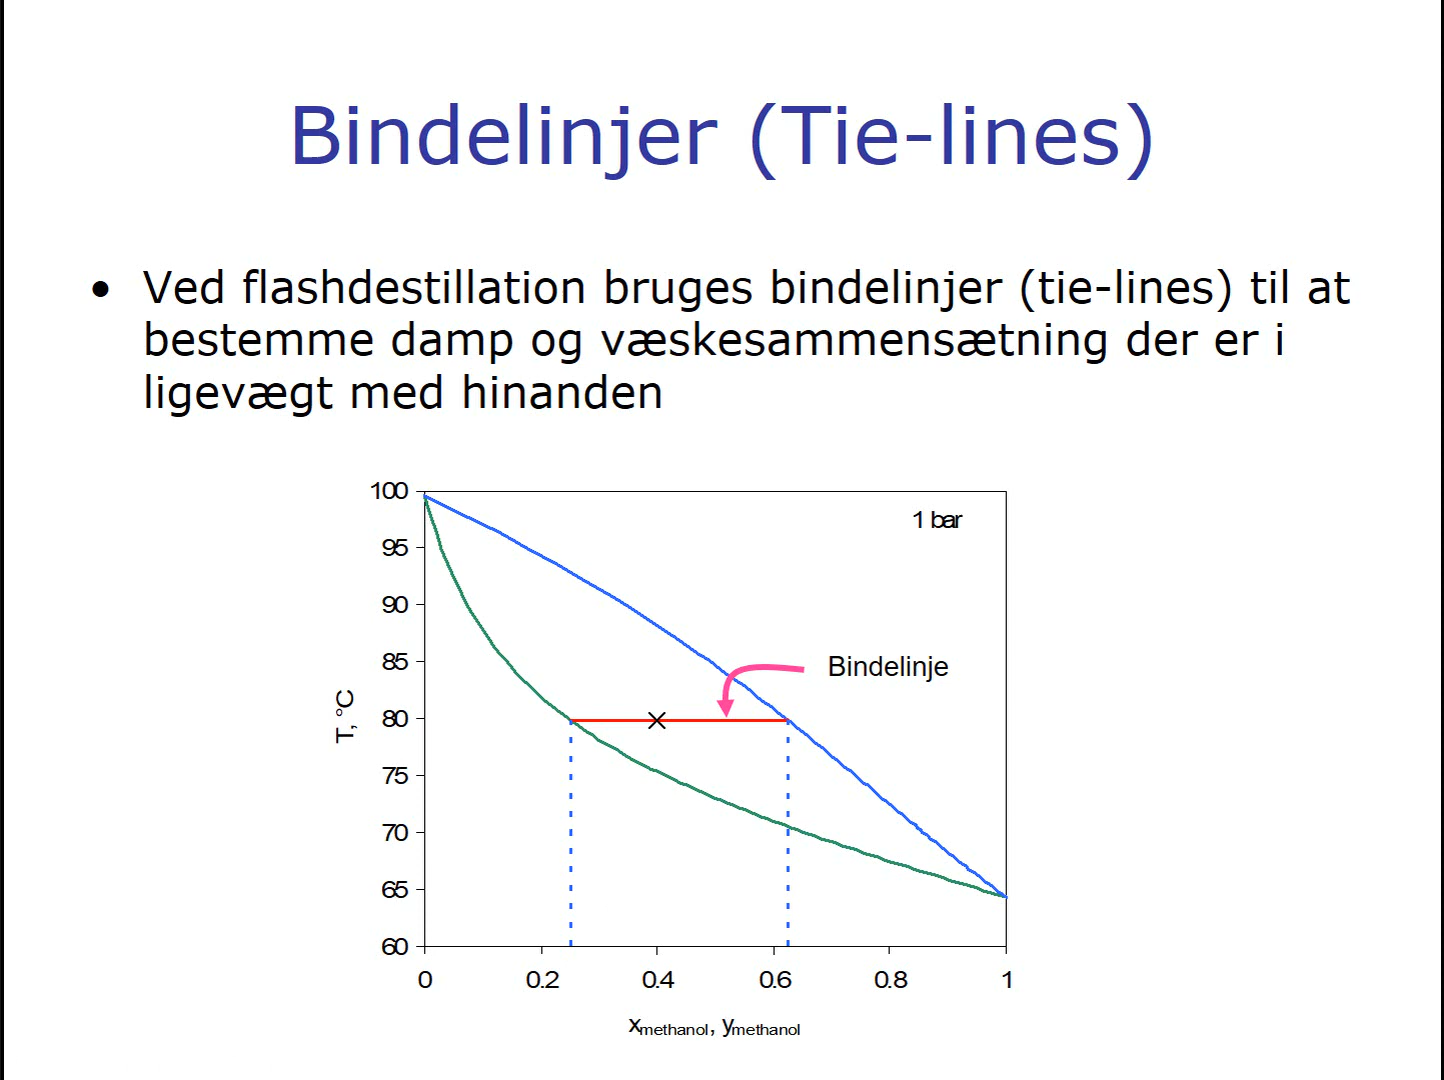 Bindelinjer (Tie-lines)
• Ved flashdestillation bruges bindelinjer (tie-lines) til at
bestemme damp og væskesammensætning der er i
ligevægt med hinanden
100
1 bar
95
90
85
Bindelinje
80
T, °C
75
70
65
60
0 0.2 0.4 0.6 0.8 1
xmethanol, ymethanol